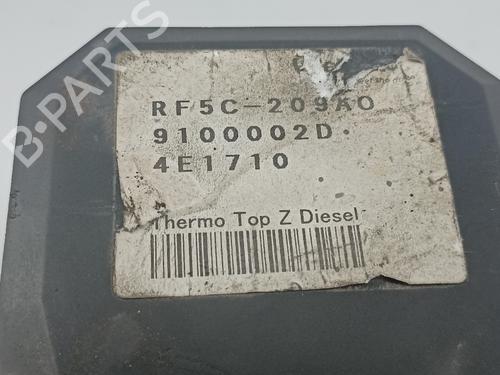 RF5C-209A0
9100002D
4E1710
Thermo Top Z Diesel
B-PARTS